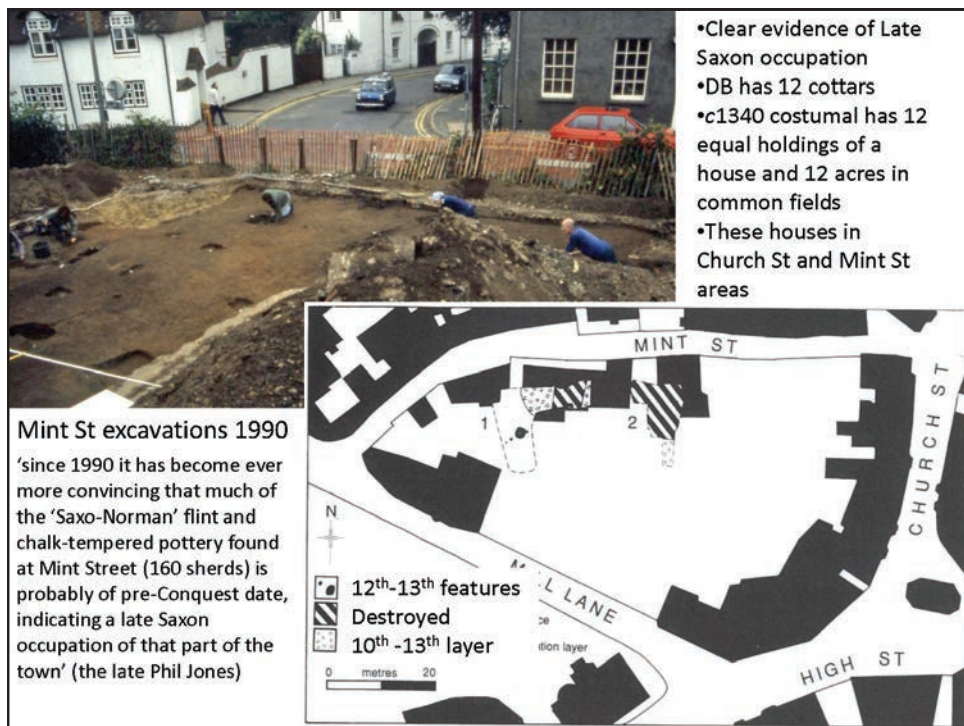 •Clear evidence of Late
Saxon occupation
•DB has 12 cottars
•c1340 costumal has 12
equal holdings of a
house and 12 acres in
common fields
•These houses in
Church St and Mint St
areas
Mint St excavations 1990
‘since 1990 it has become ever
more convincing that much of
the ‘Saxo-Norman’ flint and
chalk-tempered pottery found
at Mint Street (160 sherds) is
probably of pre-Conquest date,
indicating a late Saxon
occupation of that part of the
town’ (the late Phil Jones)
MINT ST
1
2
CHURCH ST
N
LANE
HIGH ST
12th-13th features
Destroyed
10th -13th layer
layer
metres
0
20